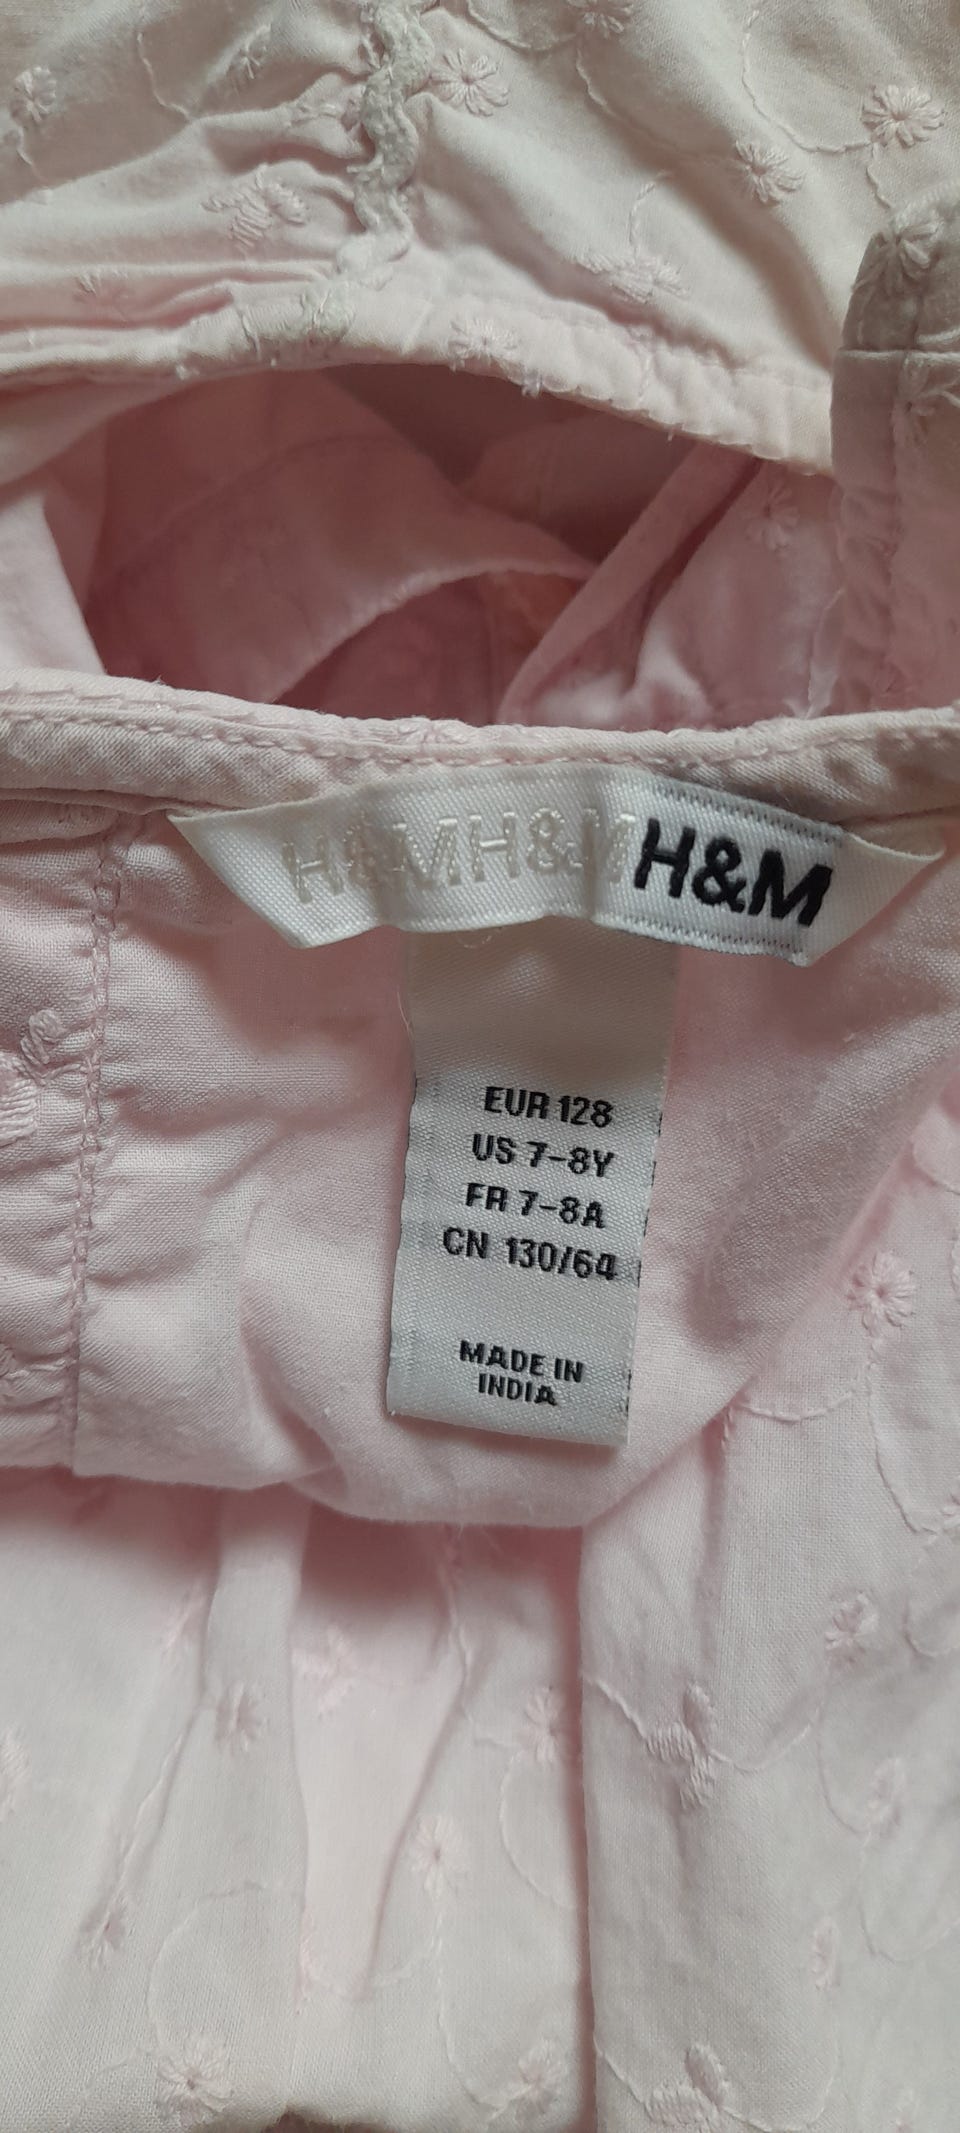 H&MH&MH&M
EUR 128
US 7-8Y
FR 7-8A
CN 130/64
MADE IN
INDIA